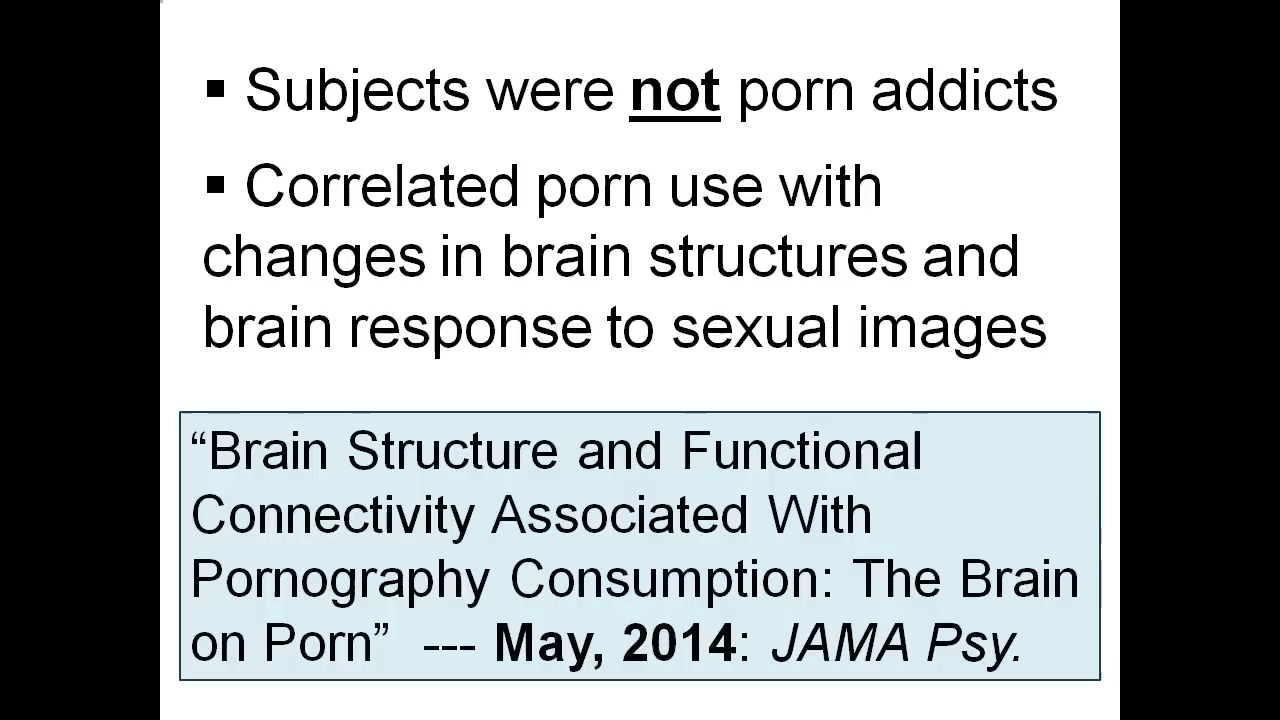 ▪ Subjects were not porn addicts
▪ Correlated porn use with
changes in brain structures and
brain response to sexual images
“Brain Structure and Functional
Connectivity Associated With
Pornography Consumption: The Brain
on Porn” --- May, 2014: JAMA Psy.